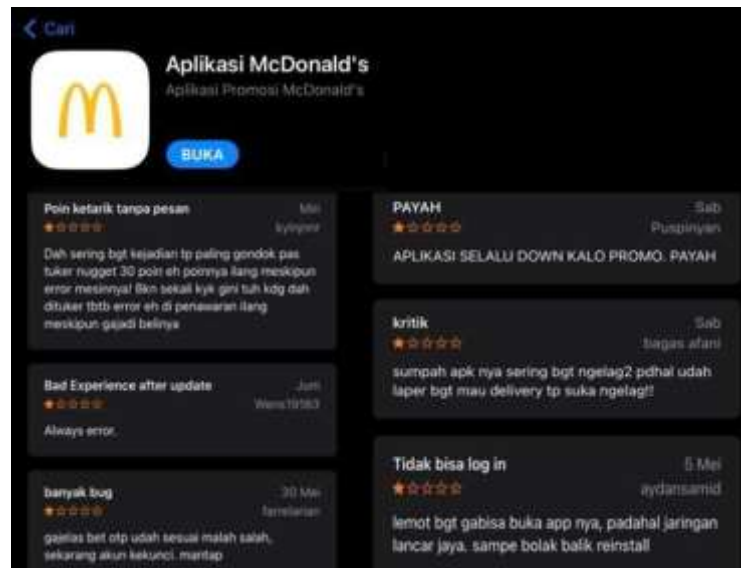 Cari
Aplikasi McDonald's
Aplikasi Promosi McDonald's
BUKA
Poin ketarik tanpa pesan
Dah sering bgt kejadian tp paling gondok pas
tuker nugget 30 poin eh poinnya ilang meskipun
error mesinnya! Bkn sekali kyk gini tuh kdg dah
dituker tbtb error eh di penawaran ilang
meskipun gajadi belinya
Bad Experience after update
Juni
Always error.
banyak bug
30 Mei
gajelas bet otp udah sesuai malah salah,
sekarang akun kekunci. mantap
PAYAH
Sab
Puspinyan
APLIKASI SELALU DOWN KALO PROMO. PAYAH
kritik
Sab
bagas afani
sumpah apk nya sering bgt ngelag2 pdhal udah
laper bgt mau delivery tp suka ngelag!!
Tidak bisa log in
5 Mei
aydansamid
lemot bgt gabisa buka app nya, padahal jaringan
lancar jaya. sampe bolak balik reinstall